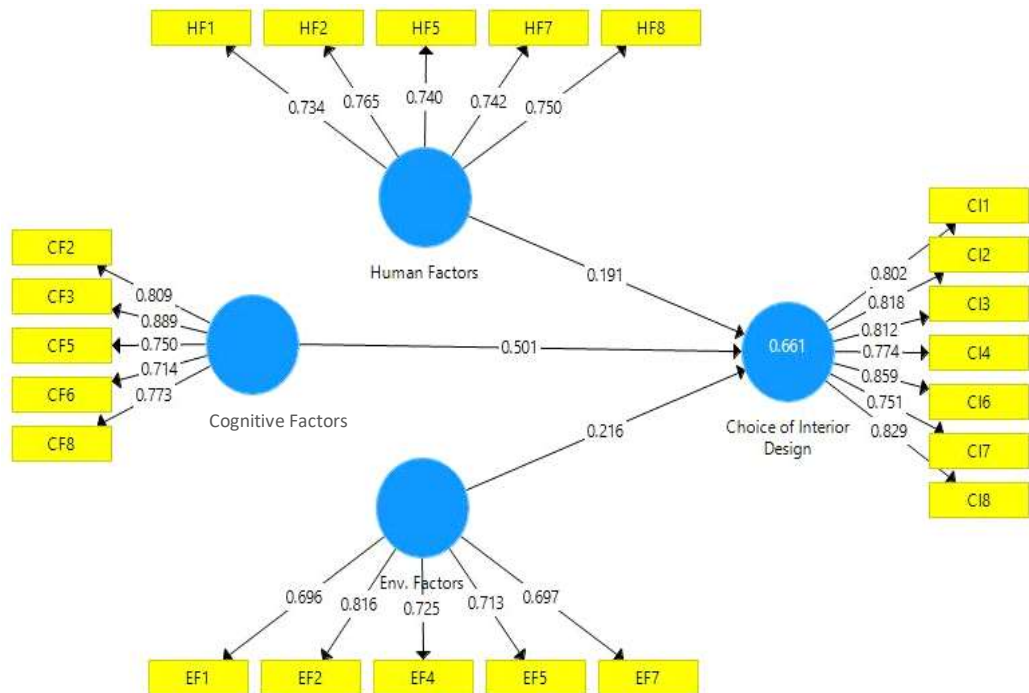 HF1 HF2 HF5 HF7 HF8
0.734 0.765 0.740 0.742 0.750
Human Factors
CF2
CF3
CF5
CF6
CF8
0.809
0.889
0.750
0.714
0.773
Cognitive Factors
0.191
0.501
0.216
0.661
Choice of Interior
Design
0.802
0.818
0.812
0.774
0.859
0.751
0.829
CI1
CI2
CI3
CI4
CI6
CI7
CI8
Env. Factors
0.696 0.816 0.725 0.713 0.697
EF1 EF2 EF4 EF5 EF7